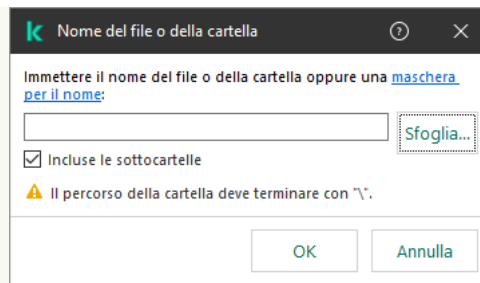 Nome del file o della cartella
Immettere il nome del file o della cartella oppure una maschera
per il nome:
Sfoglia...
Incluse le sottocartelle
Il percorso della cartella deve terminare con "\".
OK Annulla